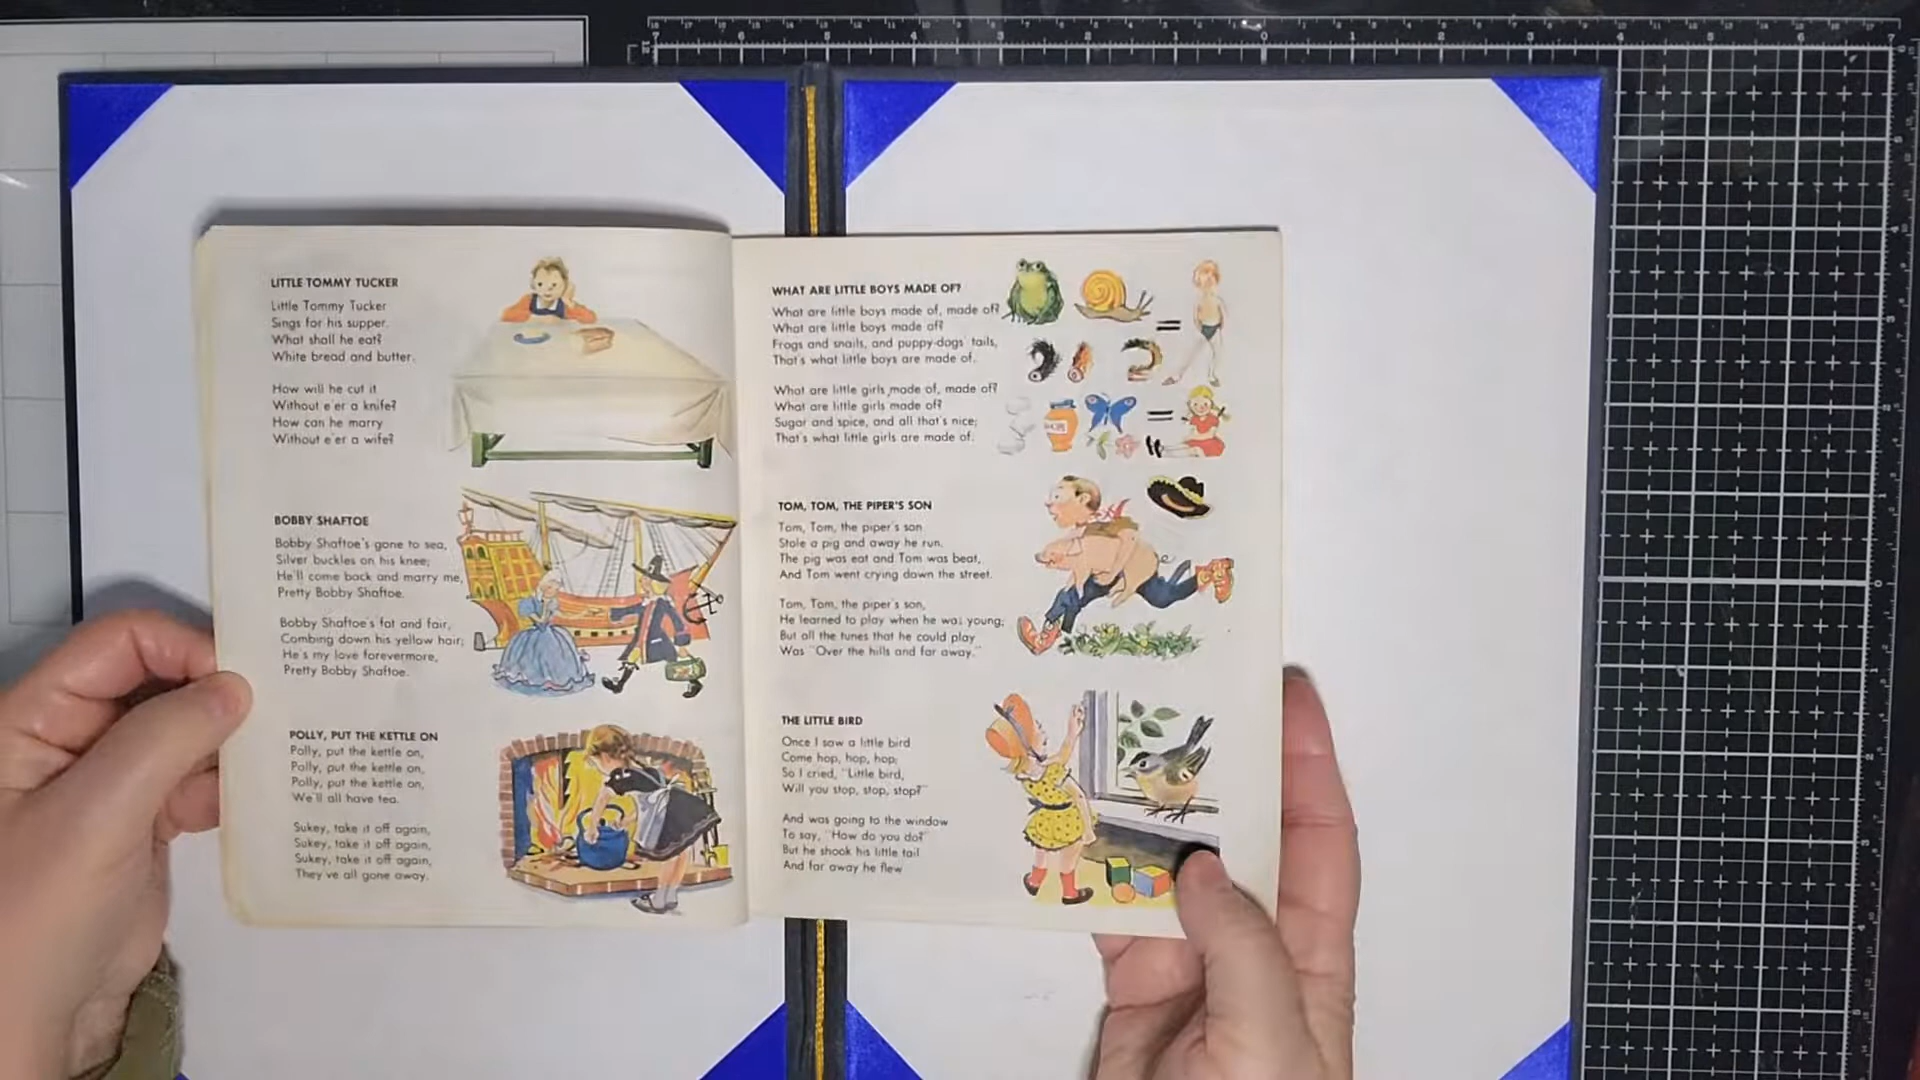 LITTLE TOMMY TUCKER
Little Tommy Tucker
Sings for his supper.
What shall he eat?
White bread and butter.
How will he cut it
Without e'er a knife?
How can he marry
Without e'er a wife?
BOBBY SHAFTOE
Bobby Shaftoe's gone to sea,
Silver buckles on his knee;
He'll come back and marry me,
Pretty Bobby Shaftoe.
Bobby Shaftoe's fat and fair,
Combing down his yellow hair;
He's my love forevermore,
Pretty Bobby Shaftoe.
POLLY, PUT THE KETTLE ON
Polly, put the kettle on,
Polly, put the kettle on,
Polly, put the kettle on,
We'll all have tea.
Sukey, take it off again,
Sukey, take it off again,
Sukey, take it off again,
They've all gone away.
WHAT ARE LITTLE BOYS MADE OF?
What are little boys made of, made of?
What are little boys made of?
Frogs and snails, and puppy-dogs' tails,
That's what little boys are made of.
What are little girls made of, made of?
What are little girls made of?
Sugar and spice, and all that's nice;
That's what little girls are made of.
TOM, TOM, THE PIPER'S SON
Tom, Tom, the piper's son
Stole a pig and away he run.
The pig was eat and Tom was beat,
And Tom went crying down the street.
Tom, Tom, the piper's son,
He learned to play when he was young;
But all the tunes that he could play
Was "Over the hills and far away."
THE LITTLE BIRD
Once I saw a little bird
Come hop, hop, hop;
So I cried, "Little bird,
Will you stop, stop, stop?"
And was going to the window
To say, "How do you do?"
But he shook his little tail
And far away he flew